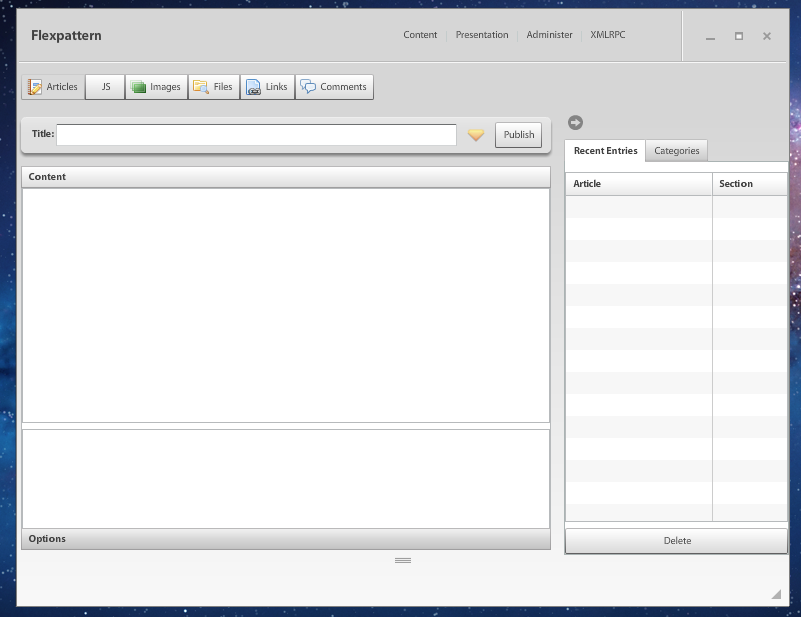 Flexpattern
Content Presentation Administer XMLRPC
Articles JS Images Files Links Comments
Title: Publish
Content
Options
Recent Entries Categories
Article Section
Delete